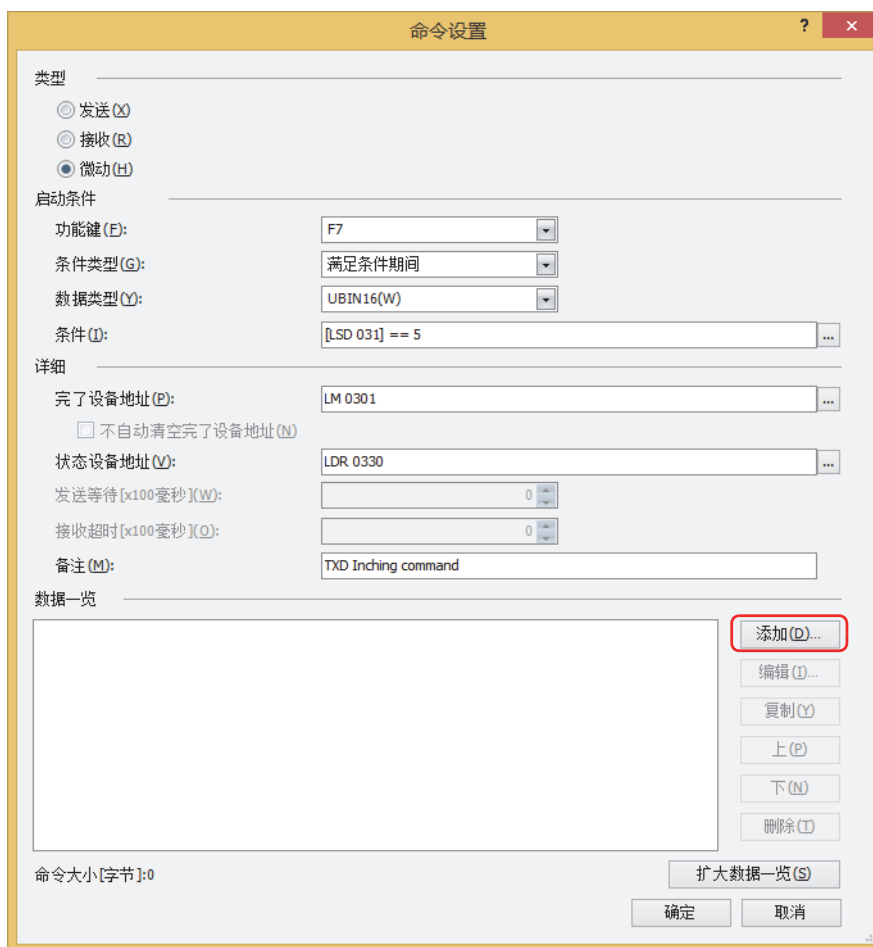 命令设置
?
×
类型
发送(X)
接收(R)
微动(H)
启动条件
功能键(F): F7
条件类型(G): 满足条件期间
数据类型(Y): UBIN16(W)
条件(I): [LSD 031] == 5 ...
详细
完了设备地址(P): LM 0301 ...
不自动清空完了设备地址(N)
状态设备地址(V): LDR 0330 ...
发送等待[x100毫秒](W): 0
接收超时[x100毫秒](O): 0
备注(M): TXD Inching command
数据一览
添加(D)...
编辑(I)...
复制(Y)
上(P)
下(N)
删除(T)
命令大小[字节]:0
扩大数据一览(S)
确定 取消